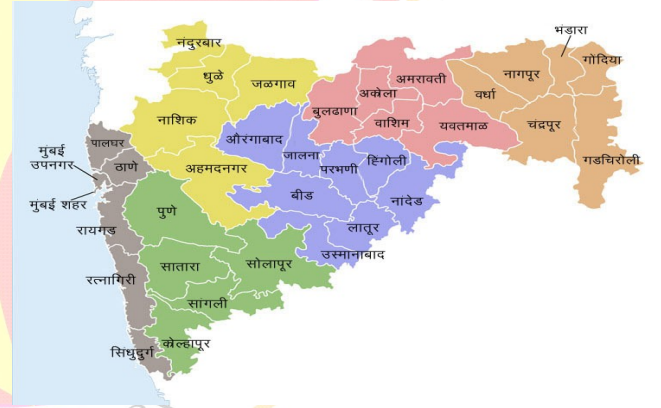 भंडारा
नंदुरबार
गोंदिया
धुळे
जळगाव
अमरावती
नागपूर
अकोला
वर्धा
बुलढाणा
नाशिक
वाशिम
यवतमाळ
चंद्रपूर
औरंगाबाद
पालघर
जालना
हिंगोली
मुंबई
उपनगर
ठाणे
अहमदनगर
परभणी
गडचिरोली
बीड
नांदेड
मुंबई शहर
पुणे
रायगड
लातूर
उस्मानाबाद
सातारा
सोलापूर
रत्नागिरी
सांगली
सिंधुदुर्ग
कोल्हापूर